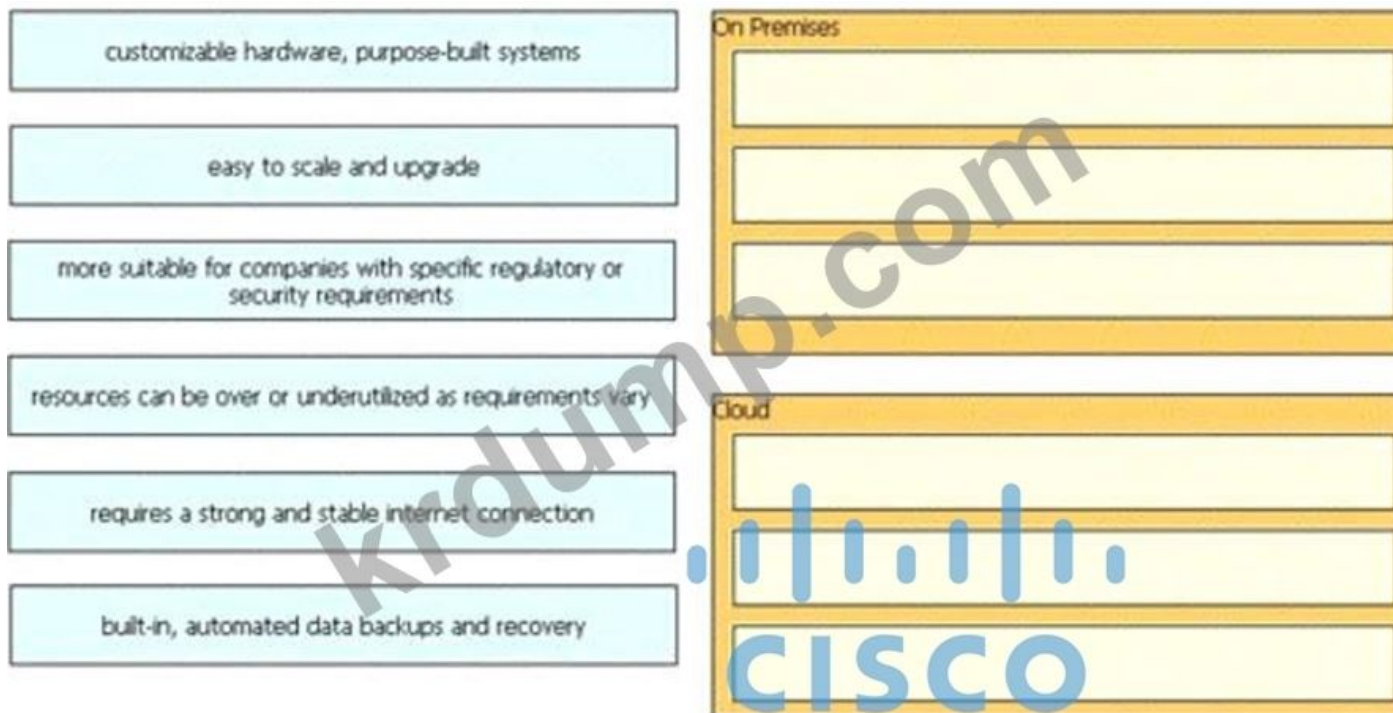 customizable hardware, purpose-built systems
easy to scale and upgrade
more suitable for companies with specific regulatory or
security requirements
resources can be over or underutilized as requirements vary
requires a strong and stable internet connection
built-in, automated data backups and recovery
On Premises
Cloud
krdump.com
CISCO